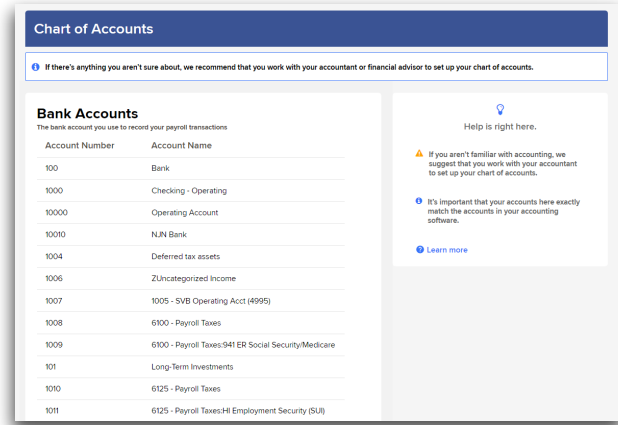 Chart of Accounts
If there's anything you aren't sure about, we recommend that you work with your accountant or financial advisor to set up your chart of accounts.
Bank Accounts
The bank account you use to record your payroll transactions
Account Number Account Name
100 Bank
1000 Checking - Operating
10000 Operating Account
10010 NJN Bank
1004 Deferred tax assets
1006 ZUncategorized Income
1007 1005 - SVB Operating Acct (4995)
1008 6100 - Payroll Taxes
1009 6100 - Payroll Taxes:941 ER Social Security/Medicare
101 Long-Term Investments
1010 6125 - Payroll Taxes
1011 6125 - Payroll Taxes:HI Employment Security (SUI)
Help is right here.
If you aren't familiar with accounting, we
suggest that you work with your accountant
to set up your chart of accounts.
It's important that your accounts here exactly
match the accounts in your accounting
software.
Learn more